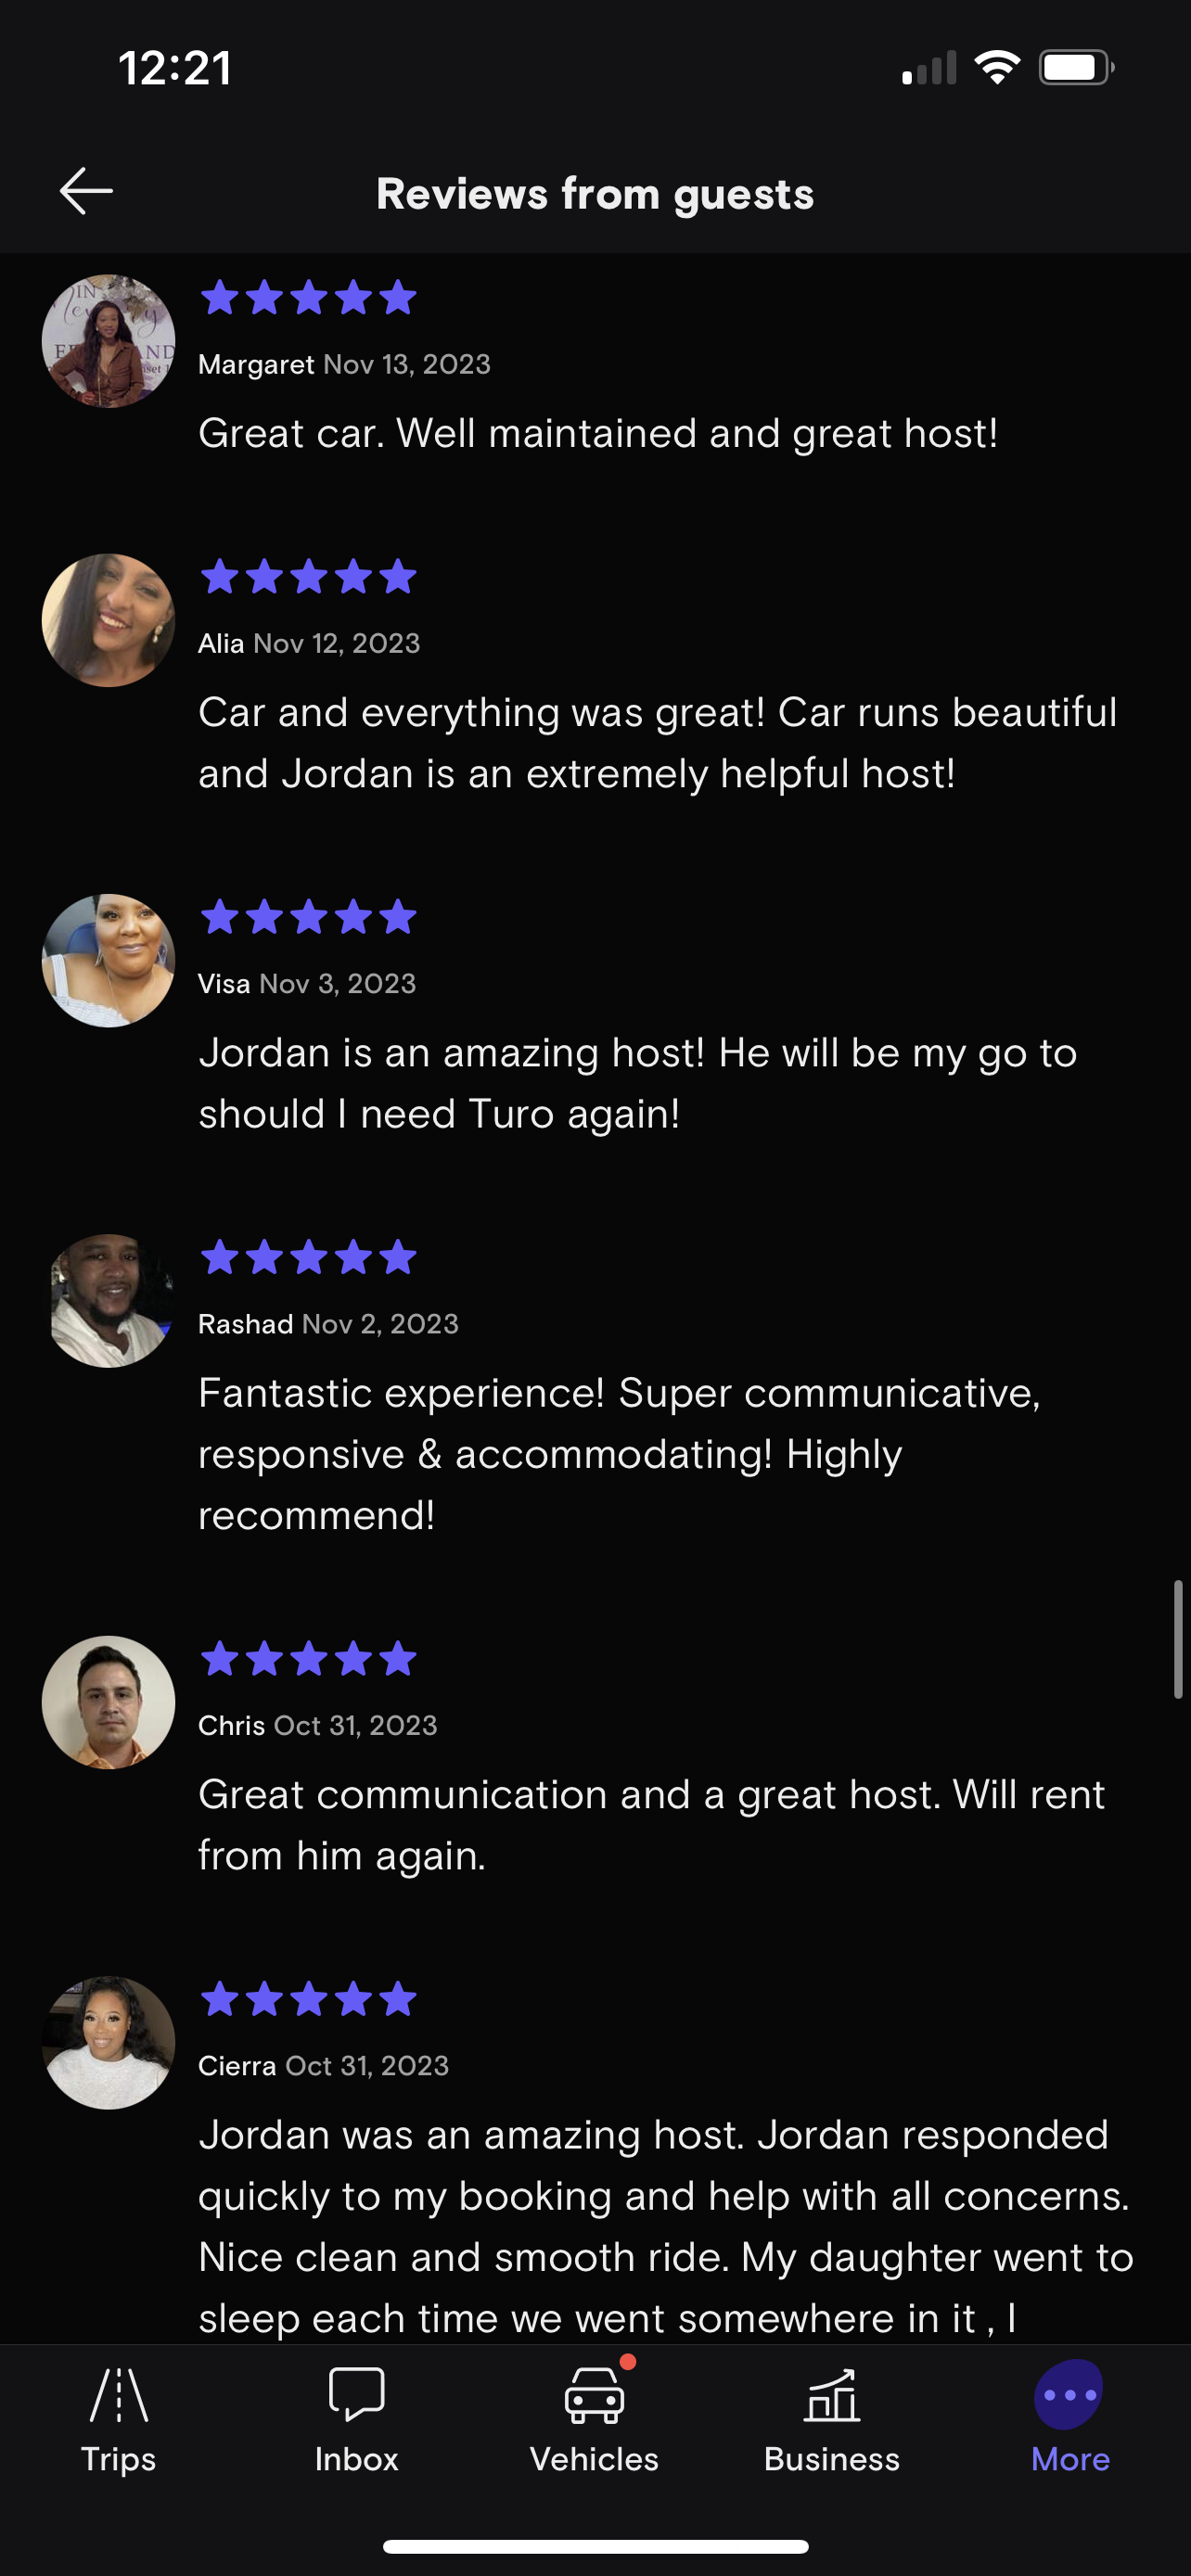 12:21
Reviews from guests
Margaret Nov 13, 2023
Great car. Well maintained and great host!
Alia Nov 12, 2023
Car and everything was great! Car runs beautiful
and Jordan is an extremely helpful host!
Visa Nov 3, 2023
Jordan is an amazing host! He will be my go to
should I need Turo again!
Rashad Nov 2, 2023
Fantastic experience! Super communicative,
responsive & accommodating! Highly
recommend!
Chris Oct 31, 2023
Great communication and a great host. Will rent
from him again.
Cierra Oct 31, 2023
Jordan was an amazing host. Jordan responded
quickly to my booking and help with all concerns.
Nice clean and smooth ride. My daughter went to
sleep each time we went somewhere in it , I
Trips
Inbox
Vehicles
Business
More